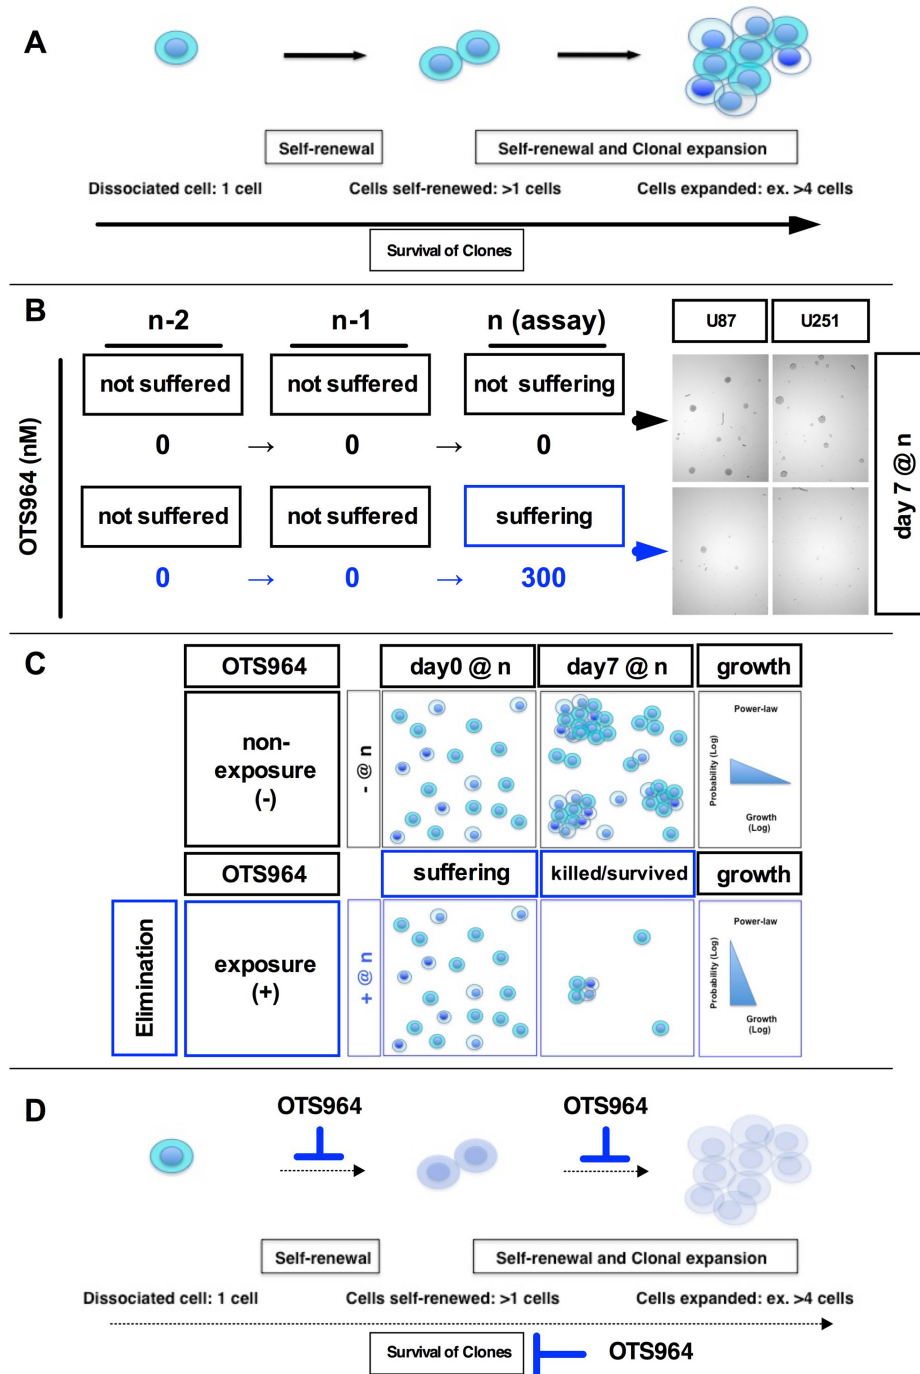 A
Self-renewal
Self-renewal and Clonal expansion
Dissociated cell: 1 cell
Cells self-renewed: >1 cells
Cells expanded: ex. >4 cells
Survival of Clones
B
n-2
n-1
n (assay)
U87
U251
OTS964 (nM)
not suffered
not suffered
not suffering
0
→
0
→
0
not suffered
not suffered
suffering
0
→
0
→
300
day 7 @ n
C
OTS964
day0 @ n
day7 @ n
growth
non-
exposure
(-)
- @ n
Power-law
Probability (Log)
Growth
(Log)
OTS964
suffering
killed/survived
growth
Elimination
exposure
(+)
+ @ n
Power-law
Probability (Log)
Growth
(Log)
D
OTS964
OTS964
Self-renewal
Self-renewal and Clonal expansion
Dissociated cell: 1 cell
Cells self-renewed: >1 cells
Cells expanded: ex. >4 cells
Survival of Clones
OTS964